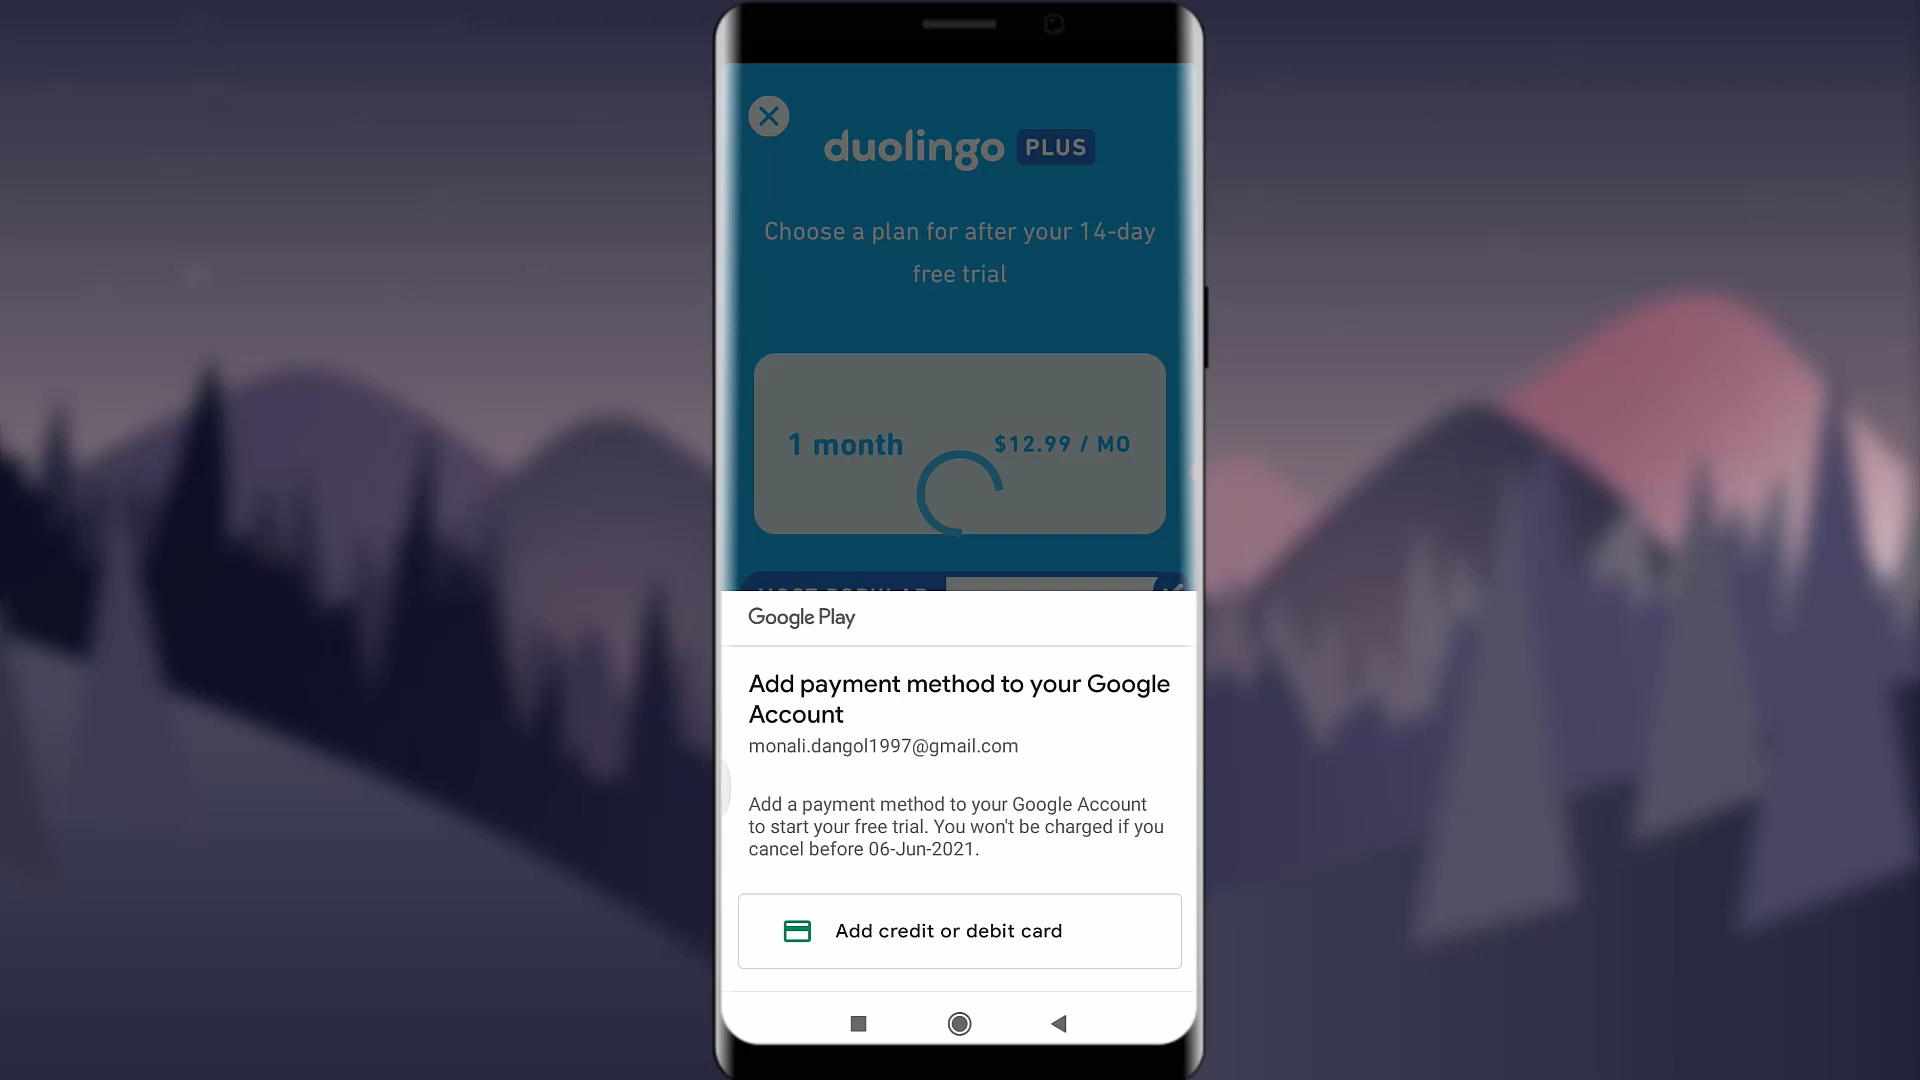 duolingo PLUS
Choose a plan for after your 14-day
free trial
1 month $12.99 / MO
MOST POPULAR
Google Play
Add payment method to your Google
Account
monali.dangol1997@gmail.com
Add a payment method to your Google Account
to start your free trial. You won't be charged if you
cancel before 06-Jun-2021.
Add credit or debit card